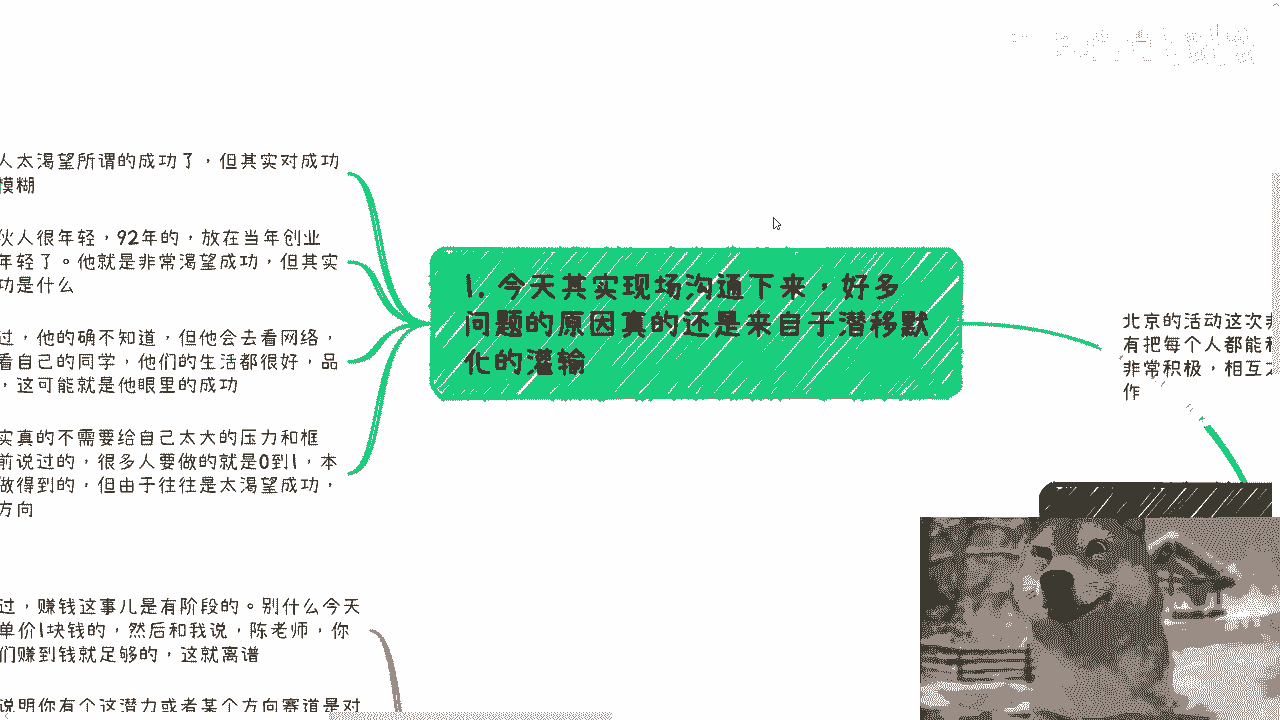 人太渴望所谓的成功了，但其实对成功
模糊
伙人很年轻，92年的，放在当年创业
年轻了。他就是非常渴望成功，但其实
功是什么
过，他的确不知道，但他会去看网络，
看自己的同学，他们的生活都很好，品
，这可能就是他眼里的成功
实真的不需要给自己太大的压力和框
前说过的，很多人要做的就是0到1，本
做得到的，但由于往往是太渴望成功，
方向
过，赚钱这事儿是有阶段的。别什么今天
单价1块钱的，然后和我说，陈老师，你
们赚到钱就足够的，这就离谱
说明你有个这潜力或者某个方向赛道是对
1. 今天其实现场沟通下来，好多
问题的原因真的还是来自于潜移默
化的灌输
北京的活动这次非
有把每个人都能
非常积极，相互
作